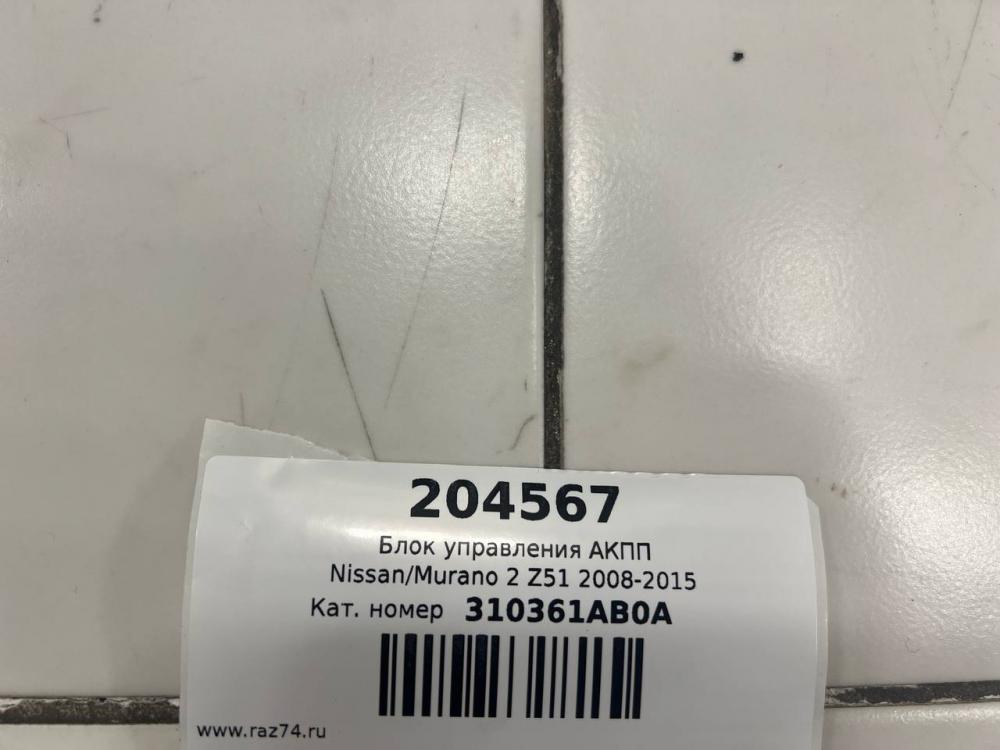 204567
Блок управления АКПП
Nissan/Murano 2 Z51 2008-2015
Кат. номер 310361AB0A
www.raz74.ru